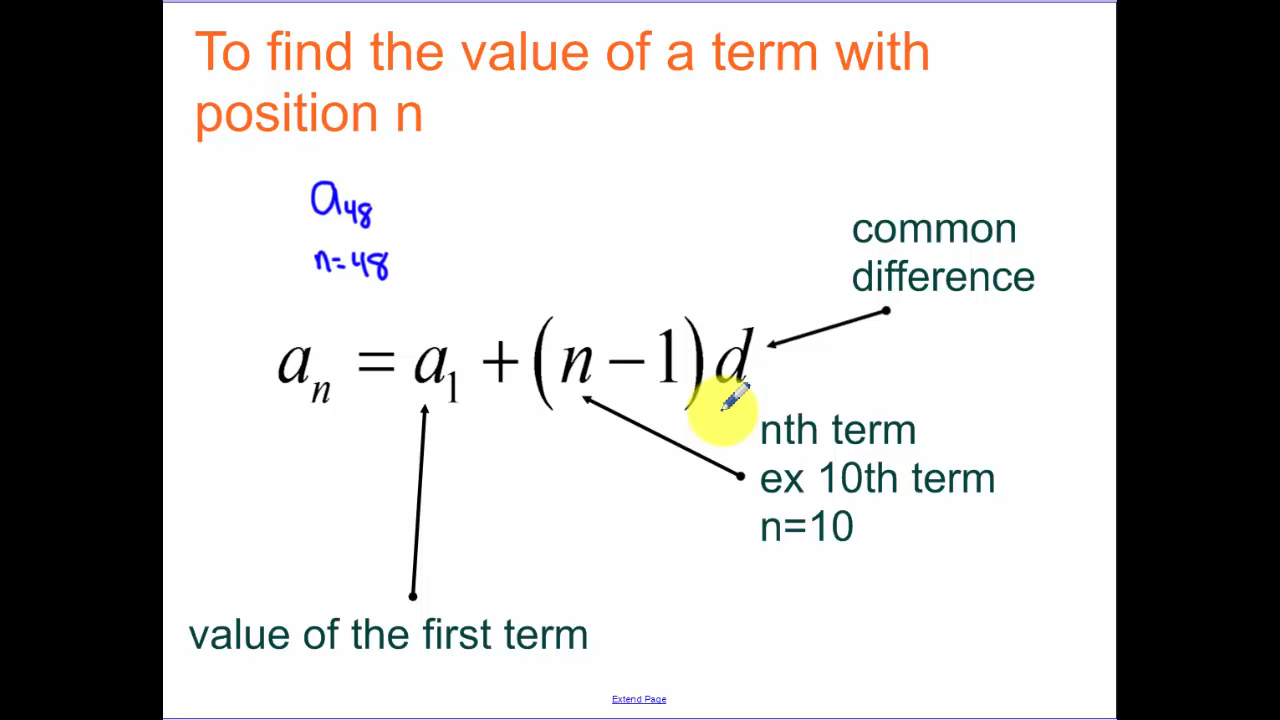 To find the value of a term with
position n
a₄₈
n=48
common
difference
aₙ = a₁ + (n − 1)d
nth term
ex 10th term
n=10
value of the first term
Extend Page